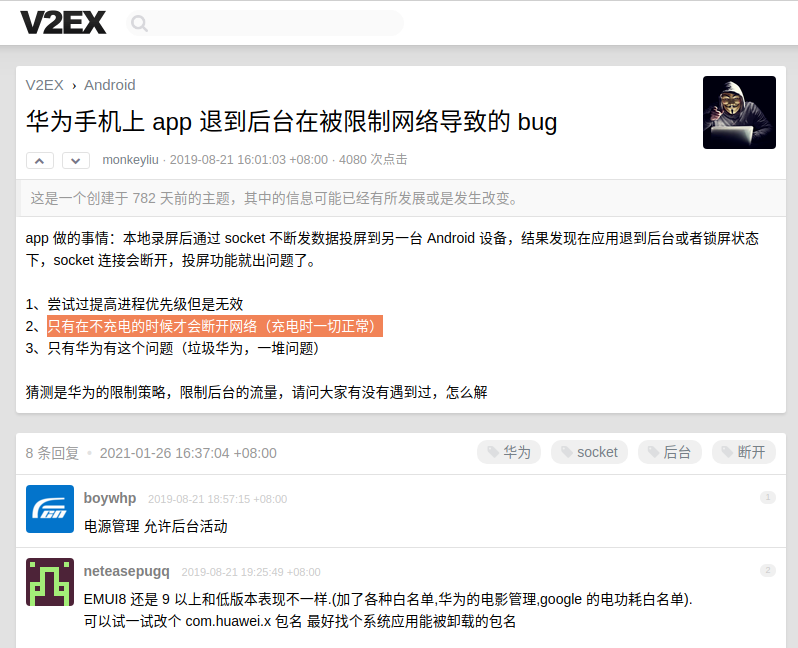 V2EX
V2EX › Android
华为手机上 app 退到后台在被限制网络导致的 bug
monkeyliu · 2019-08-21 16:01:03 +08:00 · 4080 次点击
这是一个创建于 782 天前的主题，其中的信息可能已经有所发展或是发生改变。
app 做的事情：本地录屏后通过 socket 不断发数据投屏到另一台 Android 设备，结果发现在应用退到后台或者锁屏状态
下，socket 连接会断开，投屏功能就出问题了。
1、尝试过提高进程优先级但是无效
2、只有在不充电的时候才会断开网络（充电时一切正常）
3、只有华为有这个问题（垃圾华为，一堆问题）
猜测是华为的限制策略，限制后台的流量，请问大家有没有遇到过，怎么解
8 条回复 • 2021-01-26 16:37:04 +08:00
华为 socket 后台 断开
boywhp 2019-08-21 18:57:15 +08:00 1
电源管理 允许后台活动
neteasepugq 2019-08-21 19:25:49 +08:00 2
EMUI8 还是 9 以上和低版本表现不一样.(加了各种白名单,华为的电影管理,google 的电功耗白名单).
可以试一试改个 com.huawei.x 包名 最好找个系统应用能被卸载的包名